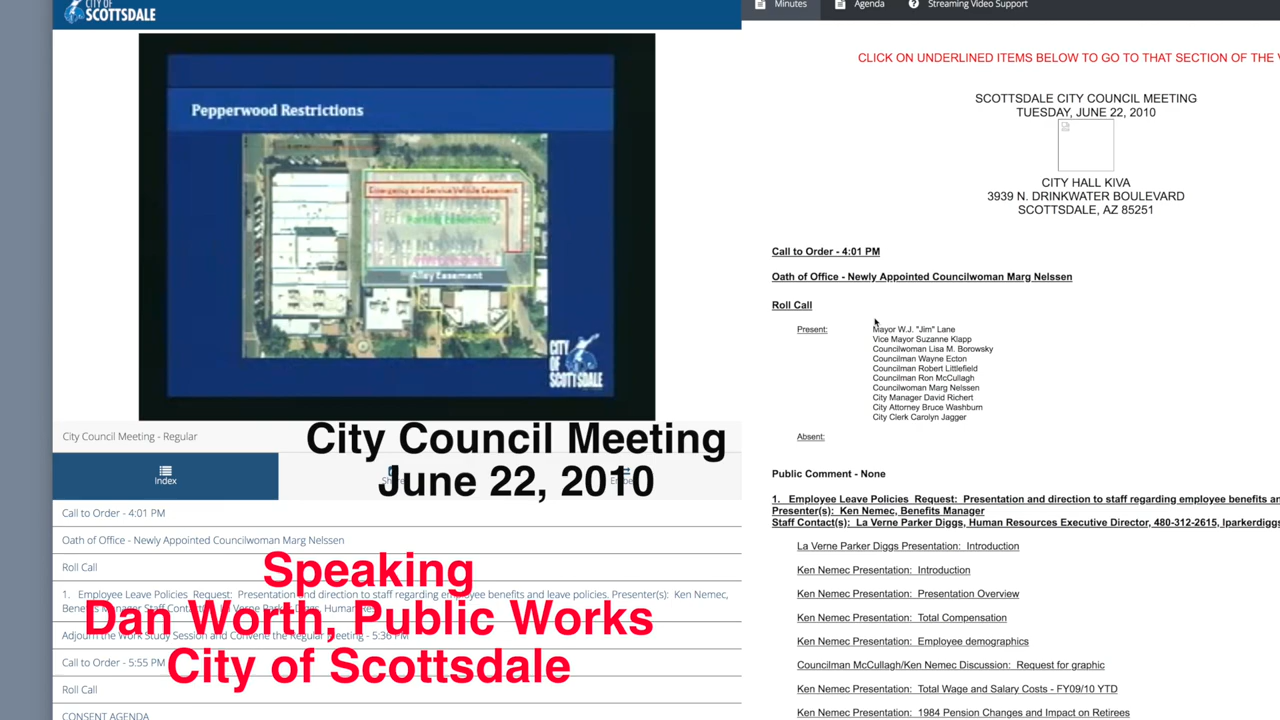 CITY OF
SCOTTSDALE
Pepperwood Restrictions
Emergency and Service Vehicle Easement
Parking Easement
Alley Easement
CITY OF
SCOTTSDALE
City Council Meeting - Regular
City Council Meeting
June 22, 2010
Index
Call to Order - 4:01 PM
Oath of Office - Newly Appointed Councilwoman Marg Nelssen
Roll Call
Speaking
1. Employee Leave Policies Request: Presentation and direction to staff regarding employee benefits and leave policies. Presenter(s): Ken Nemec,
Benefits Manager Staff
Dan Worth, Public Works
Adjourn the Work Study Session and Convene the Regular Meeting - 5:36 PM
Call to Order - 5:55 PM
City of Scottsdale
Roll Call
CONSENT AGENDA
Minutes
Agenda
Streaming Video Support
CLICK ON UNDERLINED ITEMS BELOW TO GO TO THAT SECTION OF THE
SCOTTSDALE CITY COUNCIL MEETING
TUESDAY, JUNE 22, 2010
CITY HALL KIVA
3939 N. DRINKWATER BOULEVARD
SCOTTSDALE, AZ 85251
Call to Order - 4:01 PM
Oath of Office - Newly Appointed Councilwoman Marg Nelssen
Roll Call
Present: Mayor W.J. "Jim" Lane
Vice Mayor Suzanne Klapp
Councilwoman Lisa M. Borowsky
Councilman Wayne Ecton
Councilman Robert Littlefield
Councilman Ron McCullagh
Councilwoman Marg Nelssen
City Manager David Richert
City Attorney Bruce Washburn
City Clerk Carolyn Jagger
Absent:
Public Comment - None
1. Employee Leave Policies Request: Presentation and direction to staff regarding employee benefits an
Presenter(s): Ken Nemec, Benefits Manager
Staff Contact(s): La Verne Parker Diggs, Human Resources Executive Director, 480-312-2615, lparkerdiggs
La Verne Parker Diggs Presentation: Introduction
Ken Nemec Presentation: Introduction
Ken Nemec Presentation: Presentation Overview
Ken Nemec Presentation: Total Compensation
Ken Nemec Presentation: Employee demographics
Councilman McCullagh/Ken Nemec Discussion: Request for graphic
Ken Nemec Presentation: Total Wage and Salary Costs - FY09/10 YTD
Ken Nemec Presentation: 1984 Pension Changes and Impact on Retirees